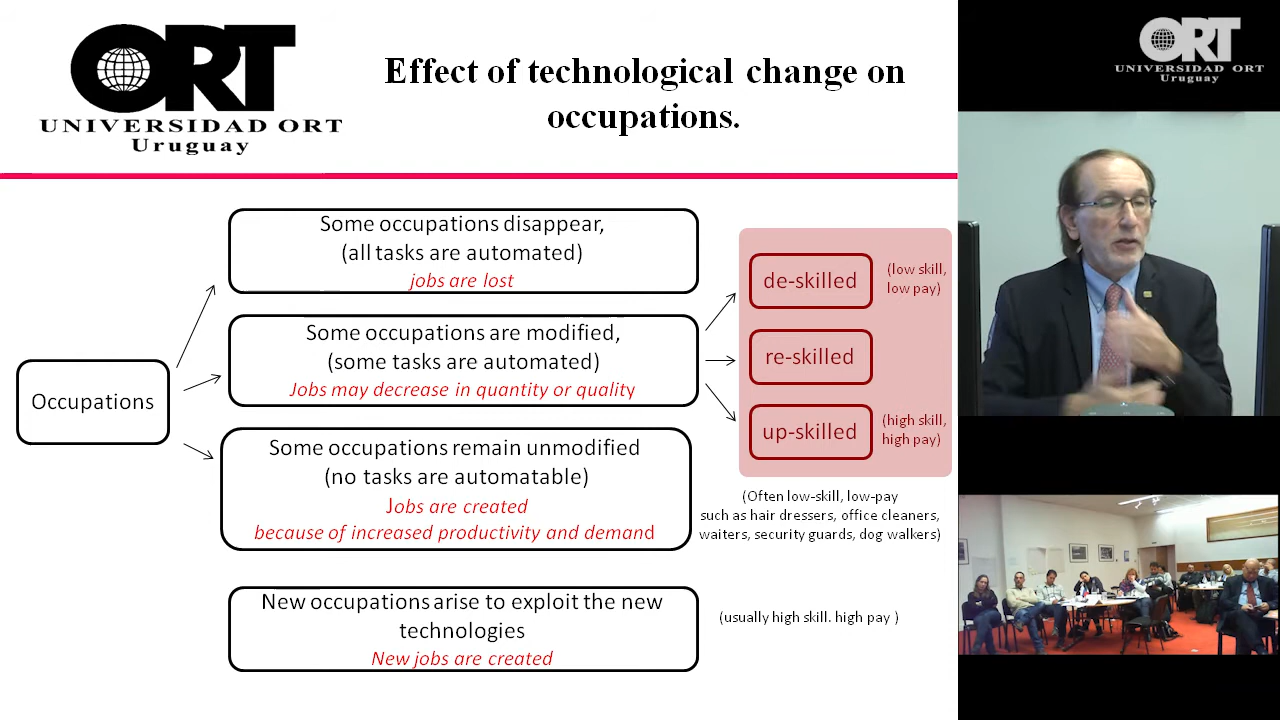 ORT
UNIVERSIDAD ORT
Uruguay
Effect of technological change on
occupations.
Occupations
Some occupations disappear,
(all tasks are automated)
jobs are lost
Some occupations are modified,
(some tasks are automated)
Jobs may decrease in quantity or quality
Some occupations remain unmodified
(no tasks are automatable)
Jobs are created
because of increased productivity and demand
New occupations arise to exploit the new
technologies
New jobs are created
de-skilled
(low skill,
low pay)
re-skilled
up-skilled
(high skill,
high pay)
(Often low-skill, low-pay
such as hair dressers, office cleaners,
waiters, security guards, dog walkers)
(usually high skill. high pay )
ORT
UNIVERSIDAD ORT
Uruguay